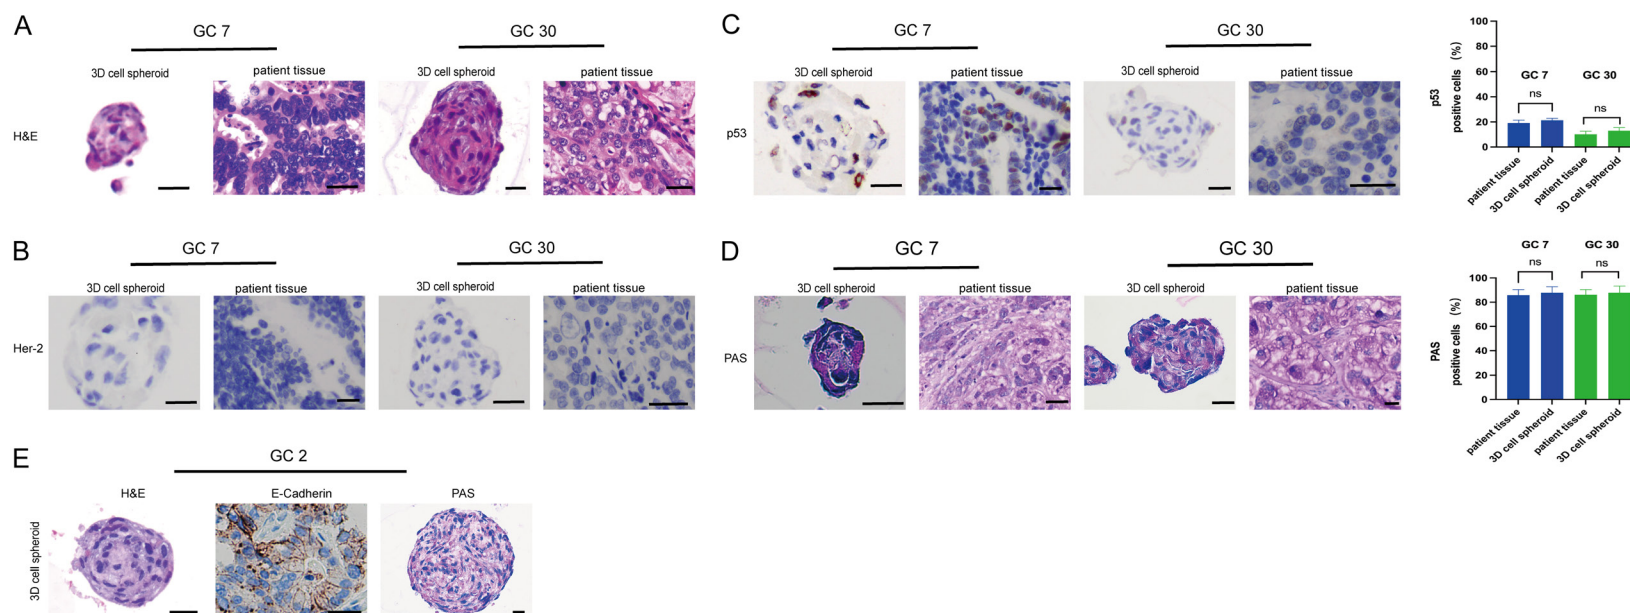 A
GC 7
GC 30
3D cell spheroid
patient tissue
3D cell spheroid
patient tissue
H&E
B
GC 7
GC 30
3D cell spheroid
patient tissue
3D cell spheroid
patient tissue
Her-2
C
GC 7
GC 30
3D cell spheroid
patient tissue
3D cell spheroid
patient tissue
p53
p53
positive cells (%)
100
80
60
40
20
0
GC 7
GC 30
ns
ns
patient tissue
3D cell spheroid
patient tissue
3D cell spheroid
D
GC 7
GC 30
3D cell spheroid
patient tissue
3D cell spheroid
patient tissue
PAS
PAS
positive cells (%)
100
80
60
40
20
0
GC 7
GC 30
ns
ns
patient tissue
3D cell spheroid
patient tissue
3D cell spheroid
E
GC 2
H&E
E-Cadherin
PAS
3D cell spheroid